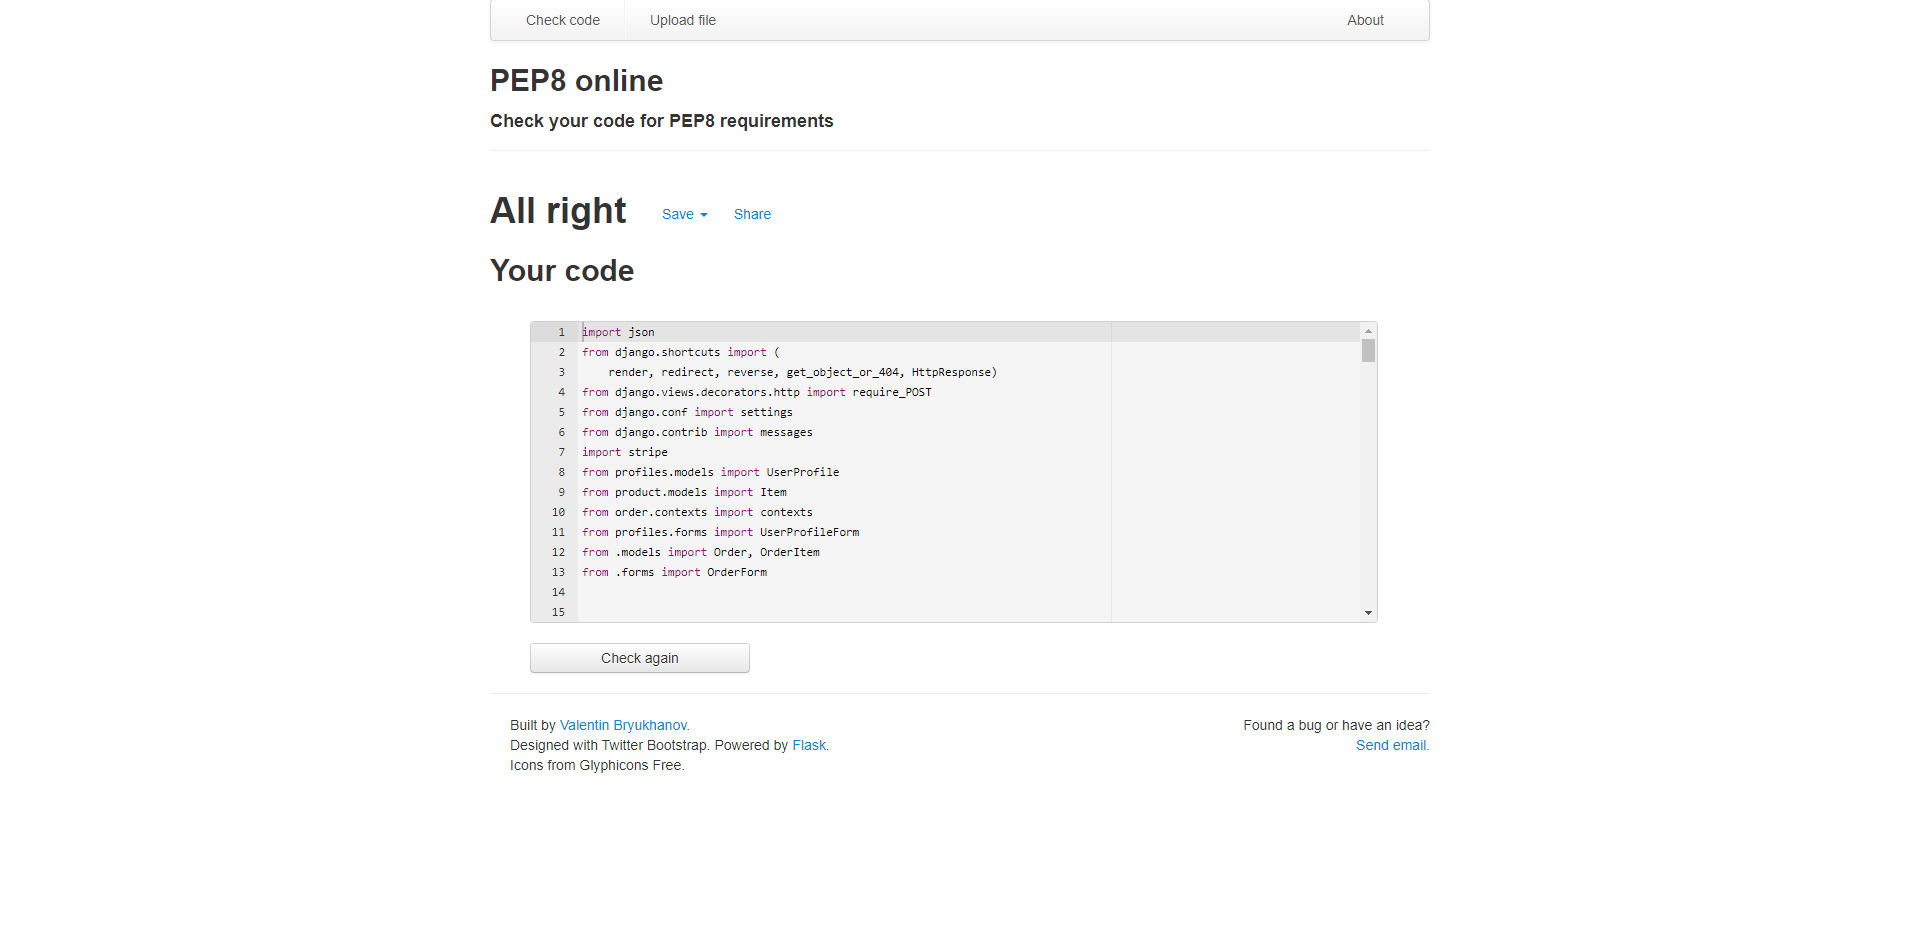 Check code Upload file About
PEP8 online
Check your code for PEP8 requirements
All right Save Share
Your code
1 import json
2 from django.shortcuts import (
3 render, redirect, reverse, get_object_or_404, HttpResponse)
4 from django.views.decorators.http import require_POST
5 from django.conf import settings
6 from django.contrib import messages
7 import stripe
8 from profiles.models import UserProfile
9 from product.models import Item
10 from order.contexts import contexts
11 from profiles.forms import UserProfileForm
12 from .models import Order, OrderItem
13 from .forms import OrderForm
14
15
Check again
Built by Valentin Bryukhanov. Found a bug or have an idea?
Designed with Twitter Bootstrap. Powered by Flask. Send email.
Icons from Glyphicons Free.